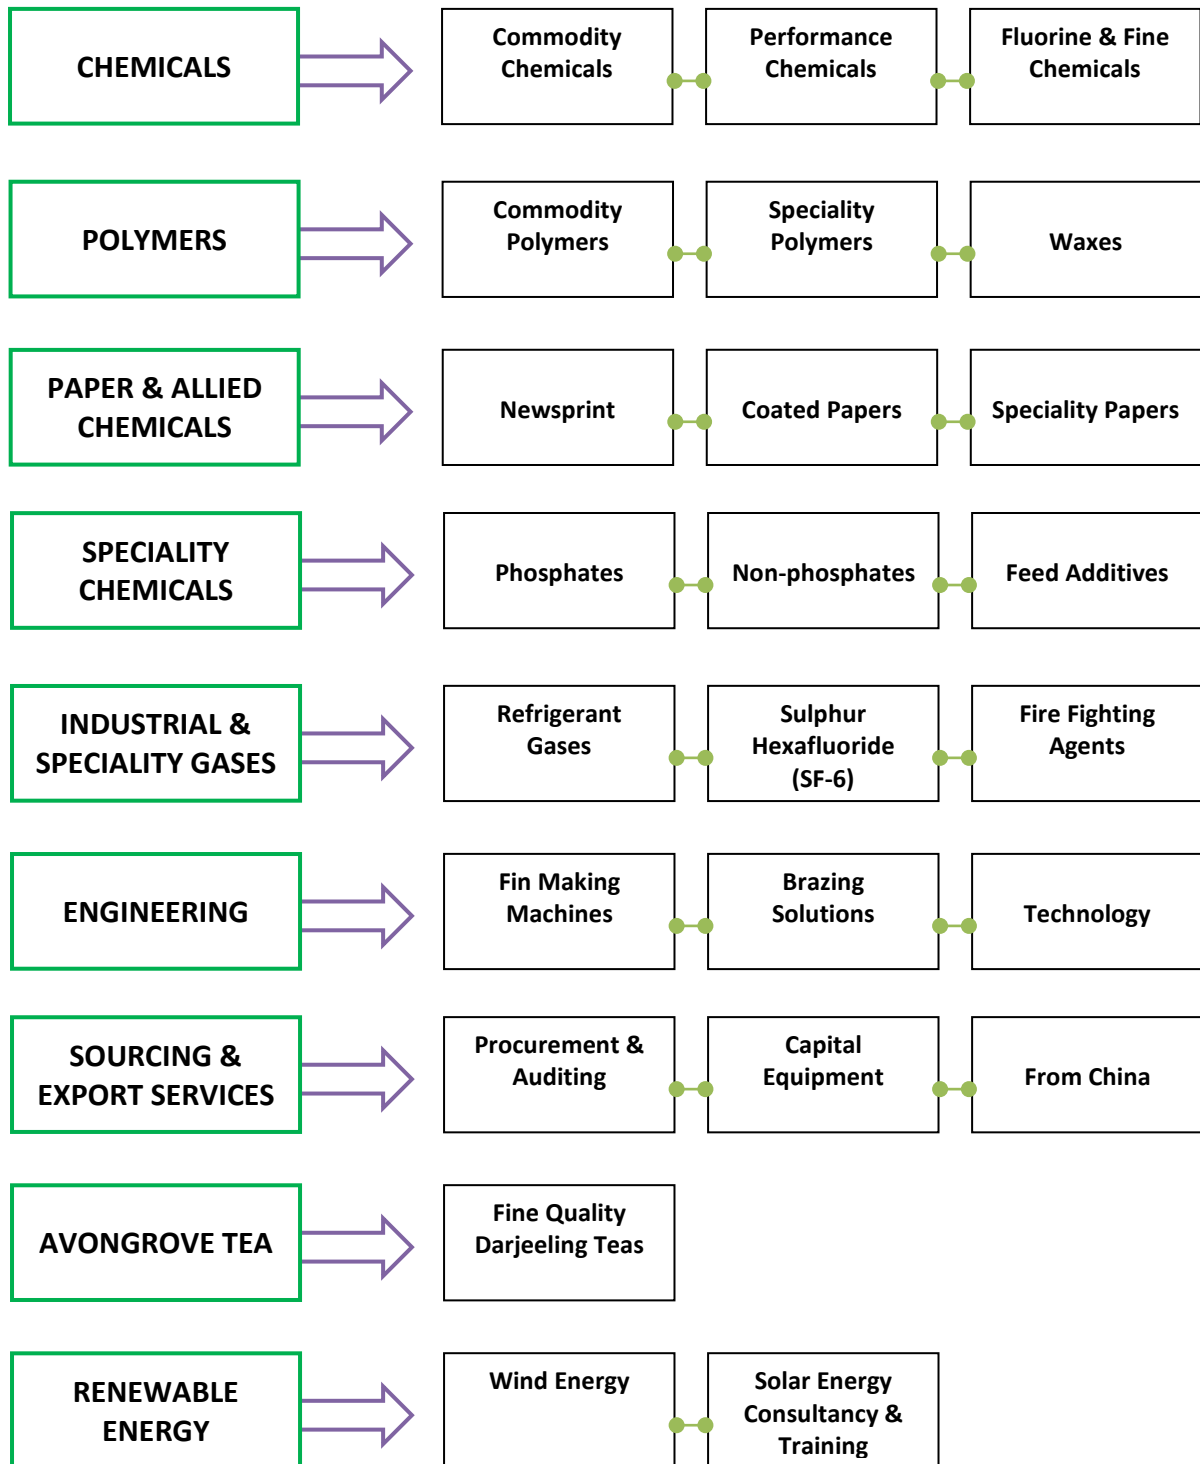 CHEMICALS
Commodity
Chemicals
Performance
Chemicals
Fluorine & Fine
Chemicals
POLYMERS
Commodity
Polymers
Speciality
Polymers
Waxes
PAPER & ALLIED
CHEMICALS
Newsprint
Coated Papers
Speciality Papers
SPECIALITY
CHEMICALS
Phosphates
Non-phosphates
Feed Additives
INDUSTRIAL &
SPECIALITY GASES
Refrigerant
Gases
Sulphur
Hexafluoride
(SF-6)
Fire Fighting
Agents
ENGINEERING
Fin Making
Machines
Brazing
Solutions
Technology
SOURCING &
EXPORT SERVICES
Procurement &
Auditing
Capital
Equipment
From China
AVONGROVE TEA
Fine Quality
Darjeeling Teas
RENEWABLE
ENERGY
Wind Energy
Solar Energy
Consultancy &
Training